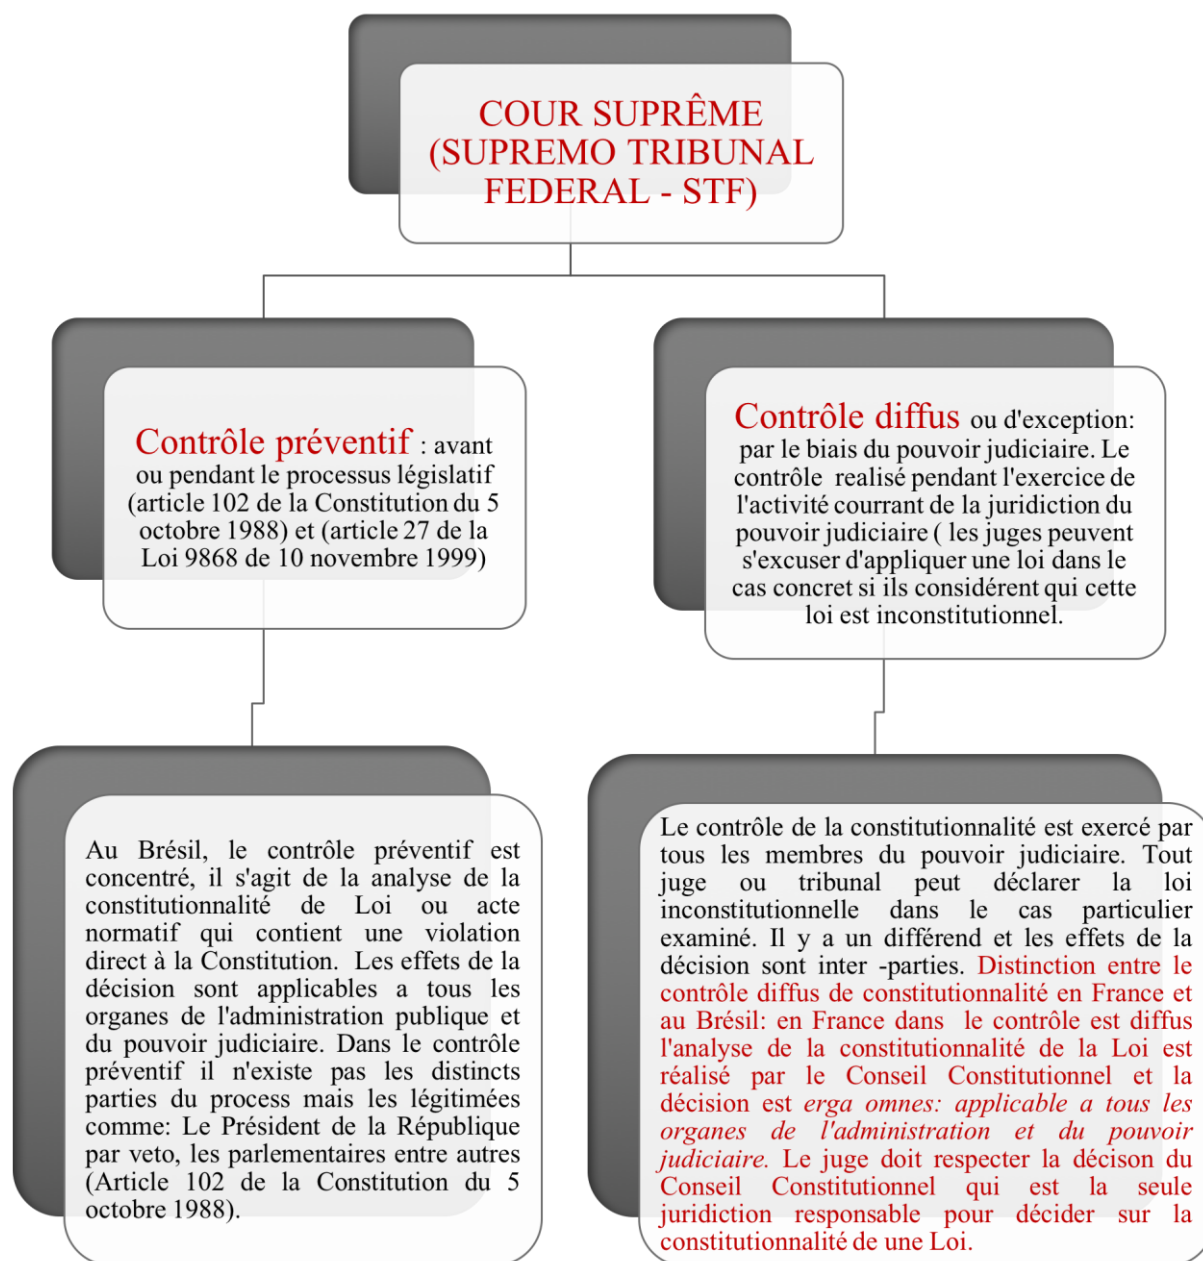 COUR SUPRÊME
(SUPREMO TRIBUNAL
FEDERAL - STF)
Contrôle préventif : avant
ou pendant le processus législatif
(article 102 de la Constitution du 5
octobre 1988) et (article 27 de la
Loi 9868 de 10 novembre 1999)
Contrôle diffus ou d'exception:
par le biais du pouvoir judiciaire. Le
contrôle realisé pendant l'exercice de
l'activité courrant de la juridiction du
pouvoir judiciaire ( les juges peuvent
s'excuser d'appliquer une loi dans le
cas concret si ils considérent qui cette
loi est inconstitutionnel.
Au Brésil, le contrôle préventif est
concentré, il s'agit de la analyse de la
constitutionnalité de Loi ou acte
normatif qui contient une violation
direct à la Constitution. Les effets de la
décision sont applicables a tous les
organes de l'administration publique et
du pouvoir judiciaire. Dans le contrôle
préventif il n'existe pas les distincts
parties du process mais les légitimées
comme: Le Président de la République
par veto, les parlementaires entre autres
(Article 102 de la Constitution du 5
octobre 1988).
Le contrôle de la constitutionnalité est exercé par
tous les membres du pouvoir judiciaire. Tout
juge ou tribunal peut déclarer la loi
inconstitutionnelle dans le cas particulier
examiné. Il y a un différend et les effets de la
décision sont inter -parties. Distinction entre le
contrôle diffus de constitutionnalité en France et
au Brésil: en France dans le contrôle est diffus
l'analyse de la constitutionnalité de la Loi est
réalisé par le Conseil Constitutionnel et la
décision est erga omnes: applicable a tous les
organes de l'administration et du pouvoir
judiciaire. Le juge doit respecter la décison du
Conseil Constitutionnel qui est la seule
juridiction responsable pour décider sur la
constitutionnalité de une Loi.